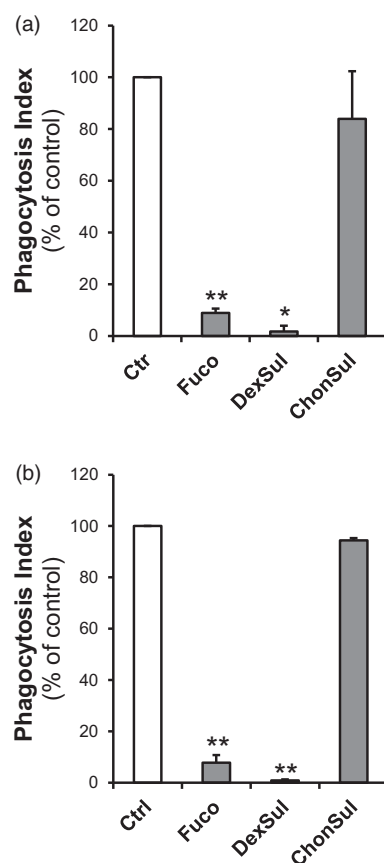 (a)
Phagocytosis Index
(% of control)
120
100
80
60
40
20
0
**
*
Ctr
Fuco
DexSul
ChonSul
(b)
Phagocytosis Index
(% of control)
120
100
80
60
40
20
0
**
**
Ctrl
Fuco
DexSul
ChonSul